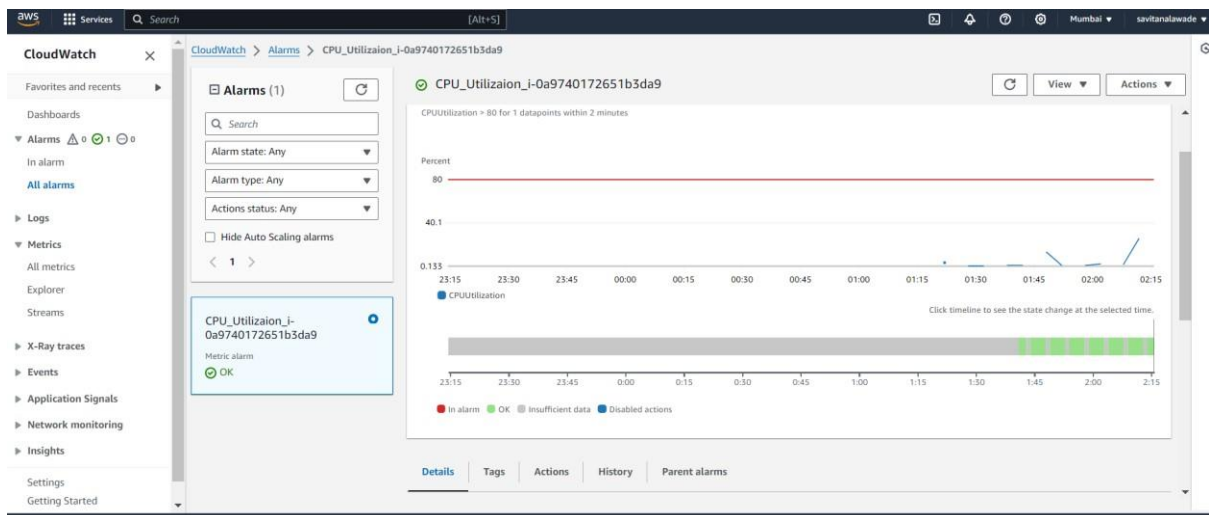 aws Services Search [Alt+S] Mumbai savitanalawade
CloudWatch
Favorites and recents
Dashboards
Alarms 0 1 0
In alarm
All alarms
Logs
Metrics
All metrics
Explorer
Streams
X-Ray traces
Events
Application Signals
Network monitoring
Insights
Settings
Getting Started
CloudWatch > Alarms > CPU_Utilizaion_i-0a9740172651b3da9
Alarms (1)
Search
Alarm state: Any
Alarm type: Any
Actions status: Any
Hide Auto Scaling alarms
< 1 >
CPU_Utilizaion_i-
0a9740172651b3da9
Metric alarm
OK
CPU_Utilizaion_i-0a9740172651b3da9 View Actions
CPUUtilization > 80 for 1 datapoints within 2 minutes
Percent
80
40.1
0.133
23:15 23:30 23:45 00:00 00:15 00:30 00:45 01:00 01:15 01:30 01:45 02:00 02:15
CPUUtilization
Click timeline to see the state change at the selected time.
23:15 23:30 23:45 0:00 0:15 0:30 0:45 1:00 1:15 1:30 1:45 2:00 2:15
In alarm OK Insufficient data Disabled actions
Details Tags Actions History Parent alarms